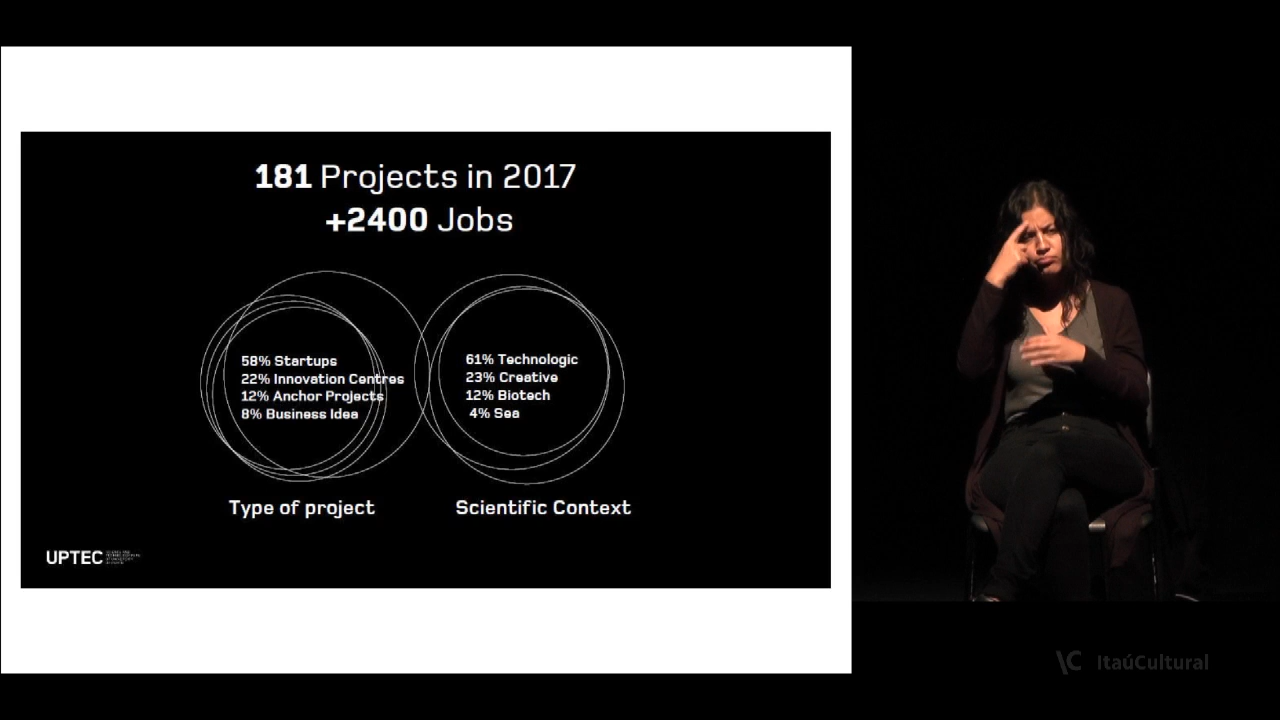 181 Projects in 2017
+2400 Jobs
58% Startups
22% Innovation Centres
12% Anchor Projects
8% Business Idea
61% Technologic
23% Creative
12% Biotech
4% Sea
Type of project
Scientific Context
UPTEC
ItaúCultural